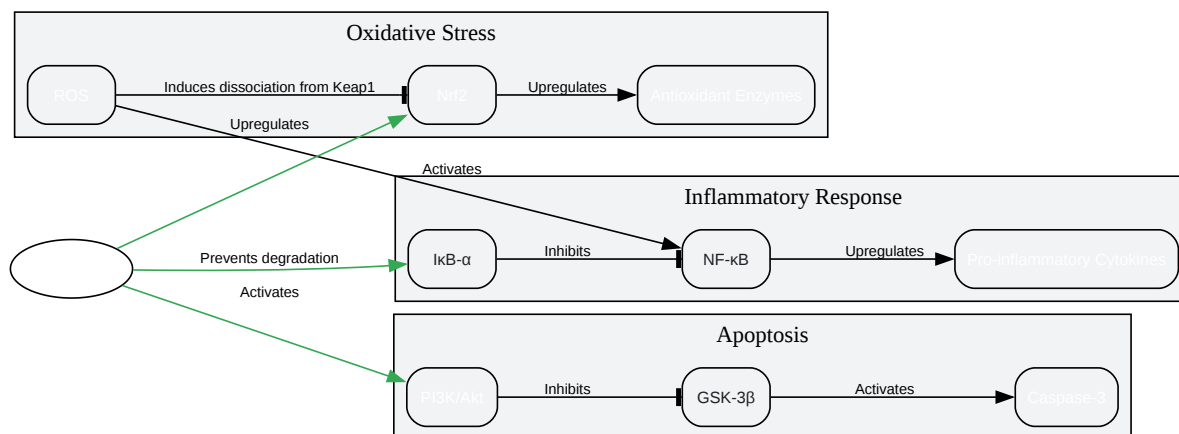 Oxidative Stress
ROS
Induces dissociation from Keap1
Nrf2
Upregulates
Antioxidant Enzymes
Upregulates
Activates
Inflammatory Response
Prevents degradation
IκB-α
Inhibits
NF-κB
Upregulates
Pro-inflammatory Cytokines
Activates
Apoptosis
PI3K/Akt
Inhibits
GSK-3β
Activates
Caspase-3